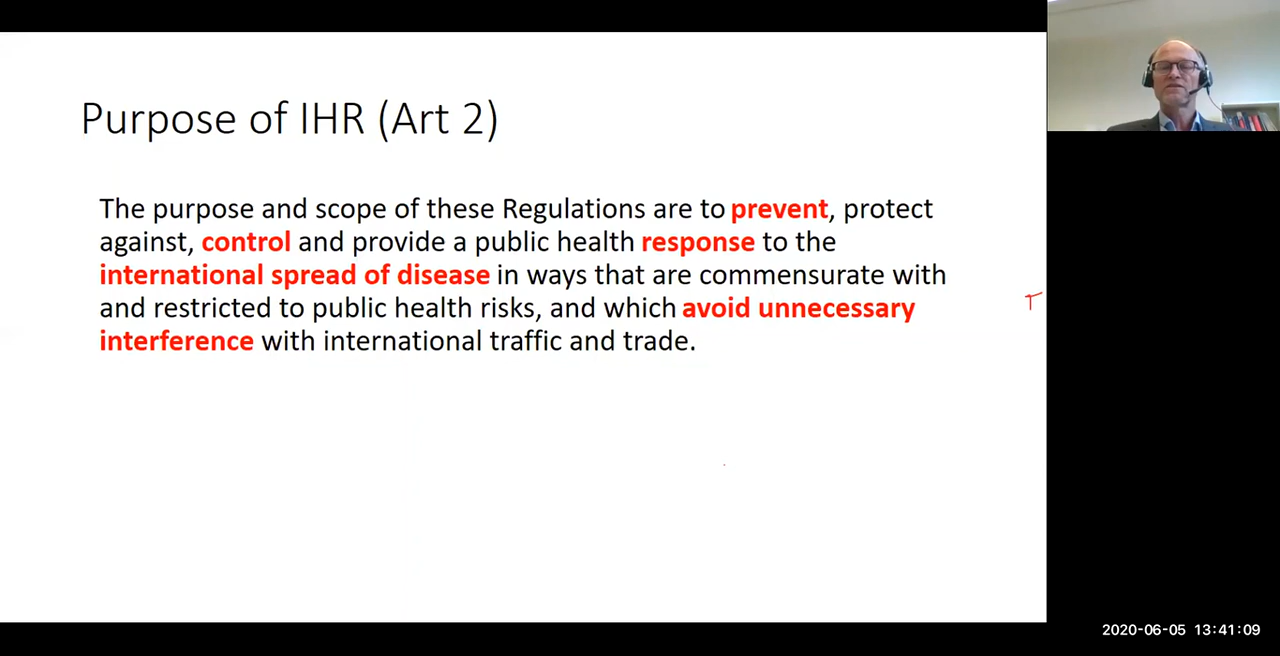 Purpose of IHR (Art 2)
The purpose and scope of these Regulations are to prevent, protect
against, control and provide a public health response to the
international spread of disease in ways that are commensurate with
and restricted to public health risks, and which avoid unnecessary
interference with international traffic and trade.
2020-06-05 13:41:09